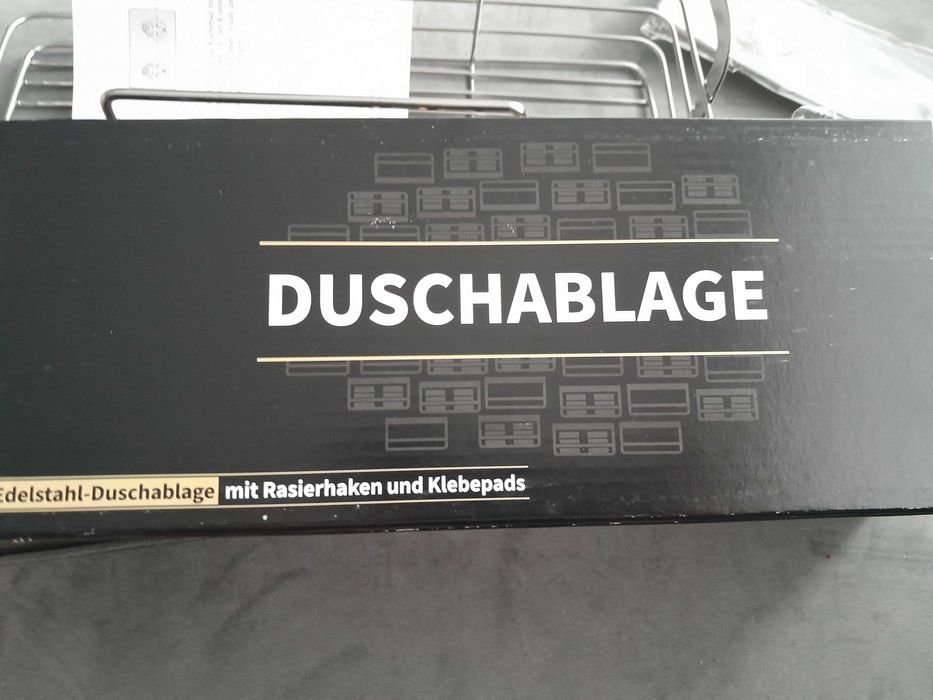 DUSCHABLAGE
Edelstahl-Duschablage mit Rasierhaken und Klebepads